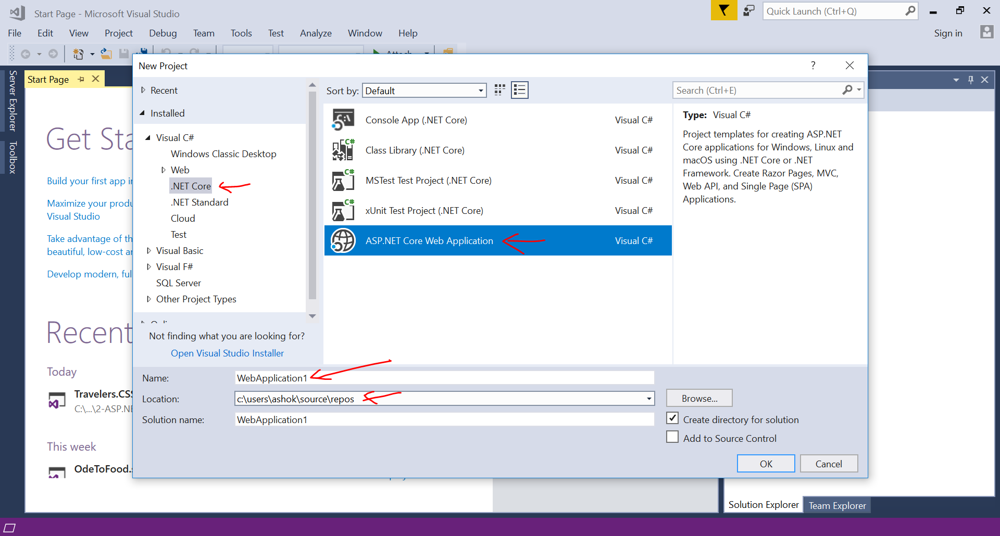 Start Page - Microsoft Visual Studio
Quick Launch (Ctrl+Q)
File Edit View Project Debug Team Tools Test Analyze Window Help
Sign in
Attach
Server Explorer
Toolbox
Start Page
Get Sta
Build your first app in
Maximize your produ
Visual Studio
Take advantage of th
beautiful, low-cost a
Develop modern, ful
Recent
Today
Travelers.CSS
C:\...\2-ASP.NE
This week
OdeToFood.s
New Project
?
Recent
Installed
Visual C#
Windows Classic Desktop
Web
.NET Core
.NET Standard
Cloud
Test
Visual Basic
Visual F#
SQL Server
Other Project Types
Not finding what you are looking for?
Open Visual Studio Installer
Sort by: Default
Search (Ctrl+E)
Console App (.NET Core) Visual C#
C# Class Library (.NET Core) Visual C#
C# MSTest Test Project (.NET Core) Visual C#
C# xUnit Test Project (.NET Core) Visual C#
ASP.NET Core Web Application Visual C#
Type: Visual C#
Project templates for creating ASP.NET
Core applications for Windows, Linux and
macOS using .NET Core or .NET
Framework. Create Razor Pages, MVC,
Web API, and Single Page (SPA)
Applications.
Name: WebApplication1
Location: c:\users\ashok\source\repos
Browse...
Solution name: WebApplication1
Create directory for solution
Add to Source Control
OK Cancel
Solution Explorer Team Explorer